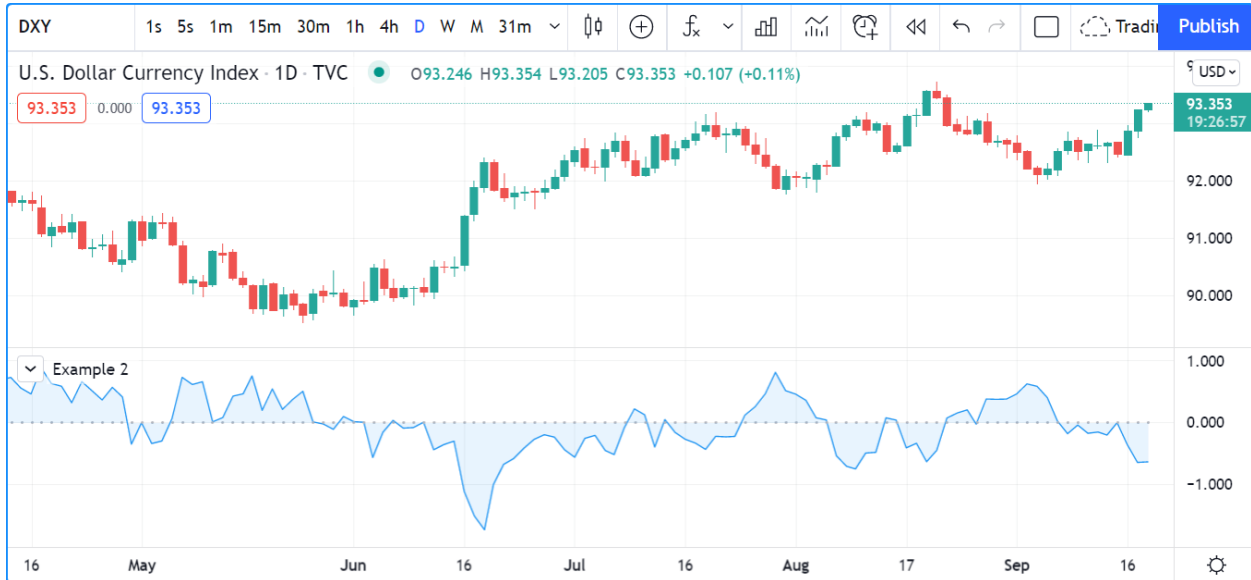 DXY 1s 5s 1m 15m 30m 1h 4h D W M 31m fx Tradi Publish
U.S. Dollar Currency Index · 1D · TVC O93.246 H93.354 L93.205 C93.353 +0.107 (+0.11%) USD
93.353 0.000 93.353
93.353
19:26:57
92.000
91.000
90.000
Example 2
1.000
0.000
−1.000
16 May Jun 16 Jul 16 Aug 17 Sep 16